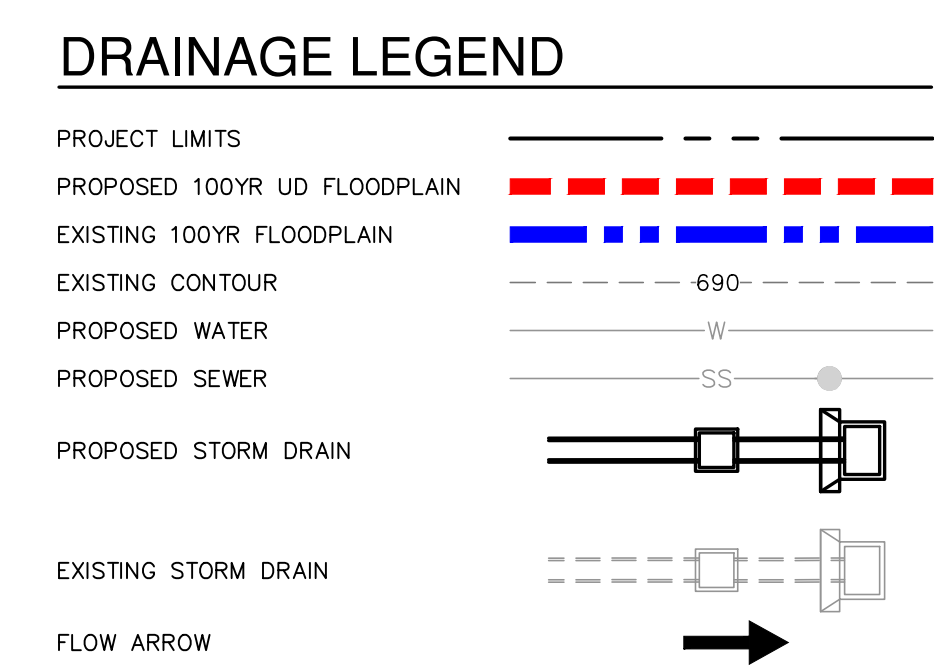 DRAINAGE LEGEND
PROJECT LIMITS
PROPOSED 100YR UD FLOODPLAIN
EXISTING 100YR FLOODPLAIN
EXISTING CONTOUR 690
PROPOSED WATER W
PROPOSED SEWER SS
PROPOSED STORM DRAIN
EXISTING STORM DRAIN
FLOW ARROW